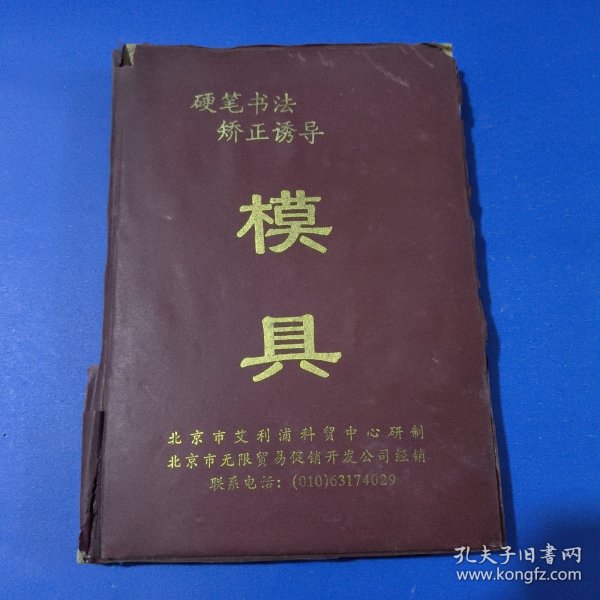 硬笔书法
矫正诱导
模
具
北京市艾利浦科贸中心研制
北京市无限贸易促销开发公司经销
联系电话：(010)63174029
孔夫子旧书网
www.kongfz.com